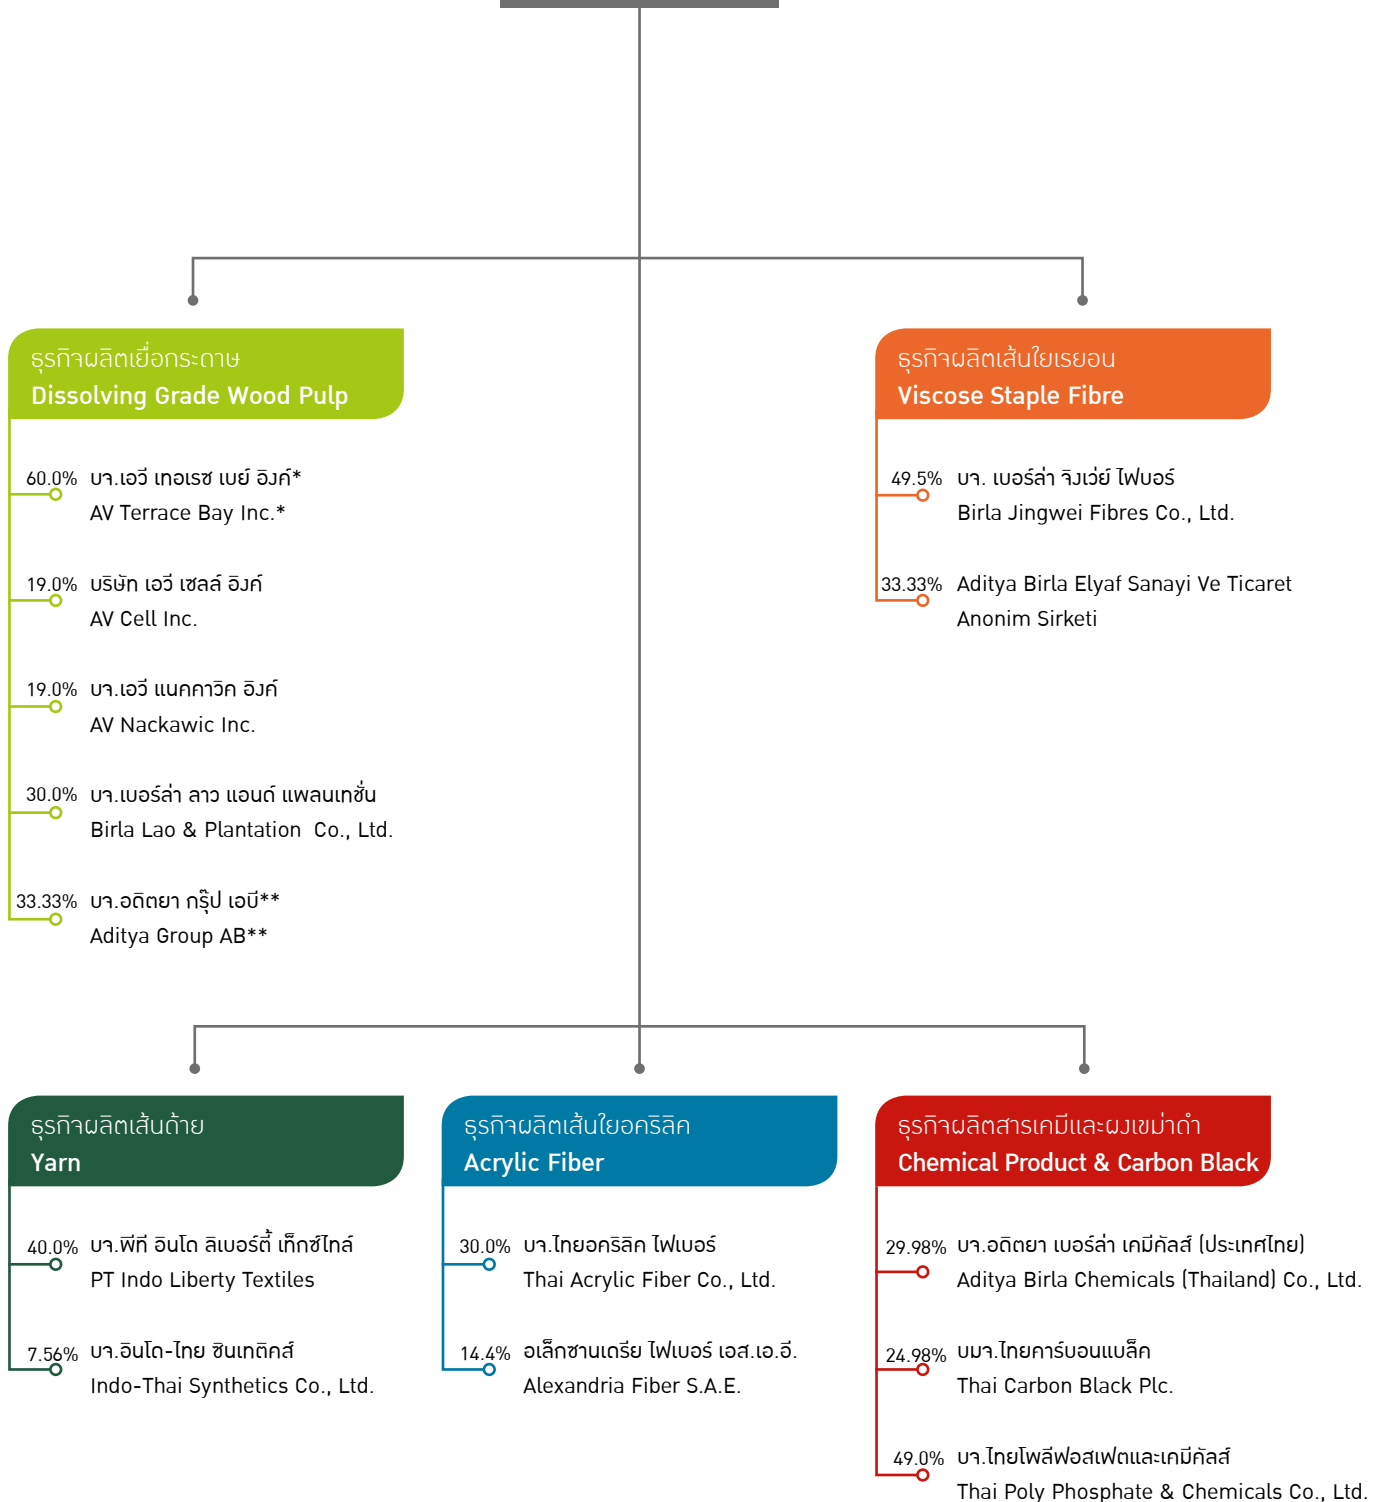 ธุรกิจผลิตเยื่อกระดาษ
Dissolving Grade Wood Pulp
60.0% บจ.เอวี เทอเรซ เบย์ อิงค์*
AV Terrace Bay Inc.*
19.0% บริษัท เอวี เซลล์ อิงค์
AV Cell Inc.
19.0% บจ.เอวี แนคคาวิค อิงค์
AV Nackawic Inc.
30.0% บจ.เบอร์ล่า ลาว แอนด์ แพลนเทชั่น
Birla Lao & Plantation Co., Ltd.
33.33% บจ.อดิตยา กรุ๊ป เอบี**
Aditya Group AB**
ธุรกิจผลิตเส้นใยเรยอน
Viscose Staple Fibre
49.5% บจ. เบอร์ล่า จิงเว่ย์ ไฟบอร์
Birla Jingwei Fibres Co., Ltd.
33.33% Aditya Birla Elyaf Sanayi Ve Ticaret
Anonim Sirketi
ธุรกิจผลิตเส้นด้าย
Yarn
40.0% บจ.พีที อินโด ลิเบอร์ตี้ เท็กซ์ไทล์
PT Indo Liberty Textiles
7.56% บจ.อินโด-ไทย ซินเทติคส์
Indo-Thai Synthetics Co., Ltd.
ธุรกิจผลิตเส้นใยอคริลิค
Acrylic Fiber
30.0% บจ.ไทยอคริลิค ไฟเบอร์
Thai Acrylic Fiber Co., Ltd.
14.4% อเล็กซานเดรีย ไฟเบอร์ เอส.เอ.อี.
Alexandria Fiber S.A.E.
ธุรกิจผลิตสารเคมีและผงเขม่าดำ
Chemical Product & Carbon Black
29.98% บจ.อดิตยา เบอร์ล่า เคมีคัลส์ (ประเทศไทย)
Aditya Birla Chemicals (Thailand) Co., Ltd.
24.98% บมจ.ไทยคาร์บอนแบล็ค
Thai Carbon Black Plc.
49.0% บจ.ไทยโพลีฟอสเฟตและเคมีคัลส์
Thai Poly Phosphate & Chemicals Co., Ltd.